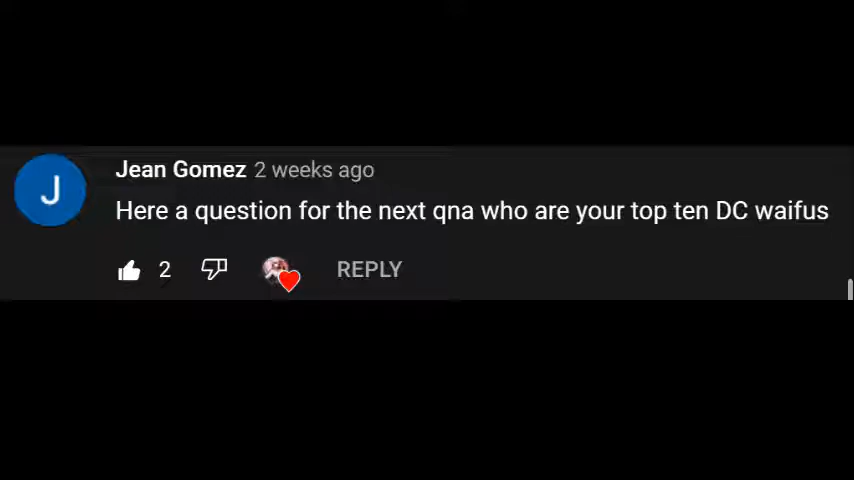 J
Jean Gomez 2 weeks ago
Here a question for the next qna who are your top ten DC waifus
2 REPLY